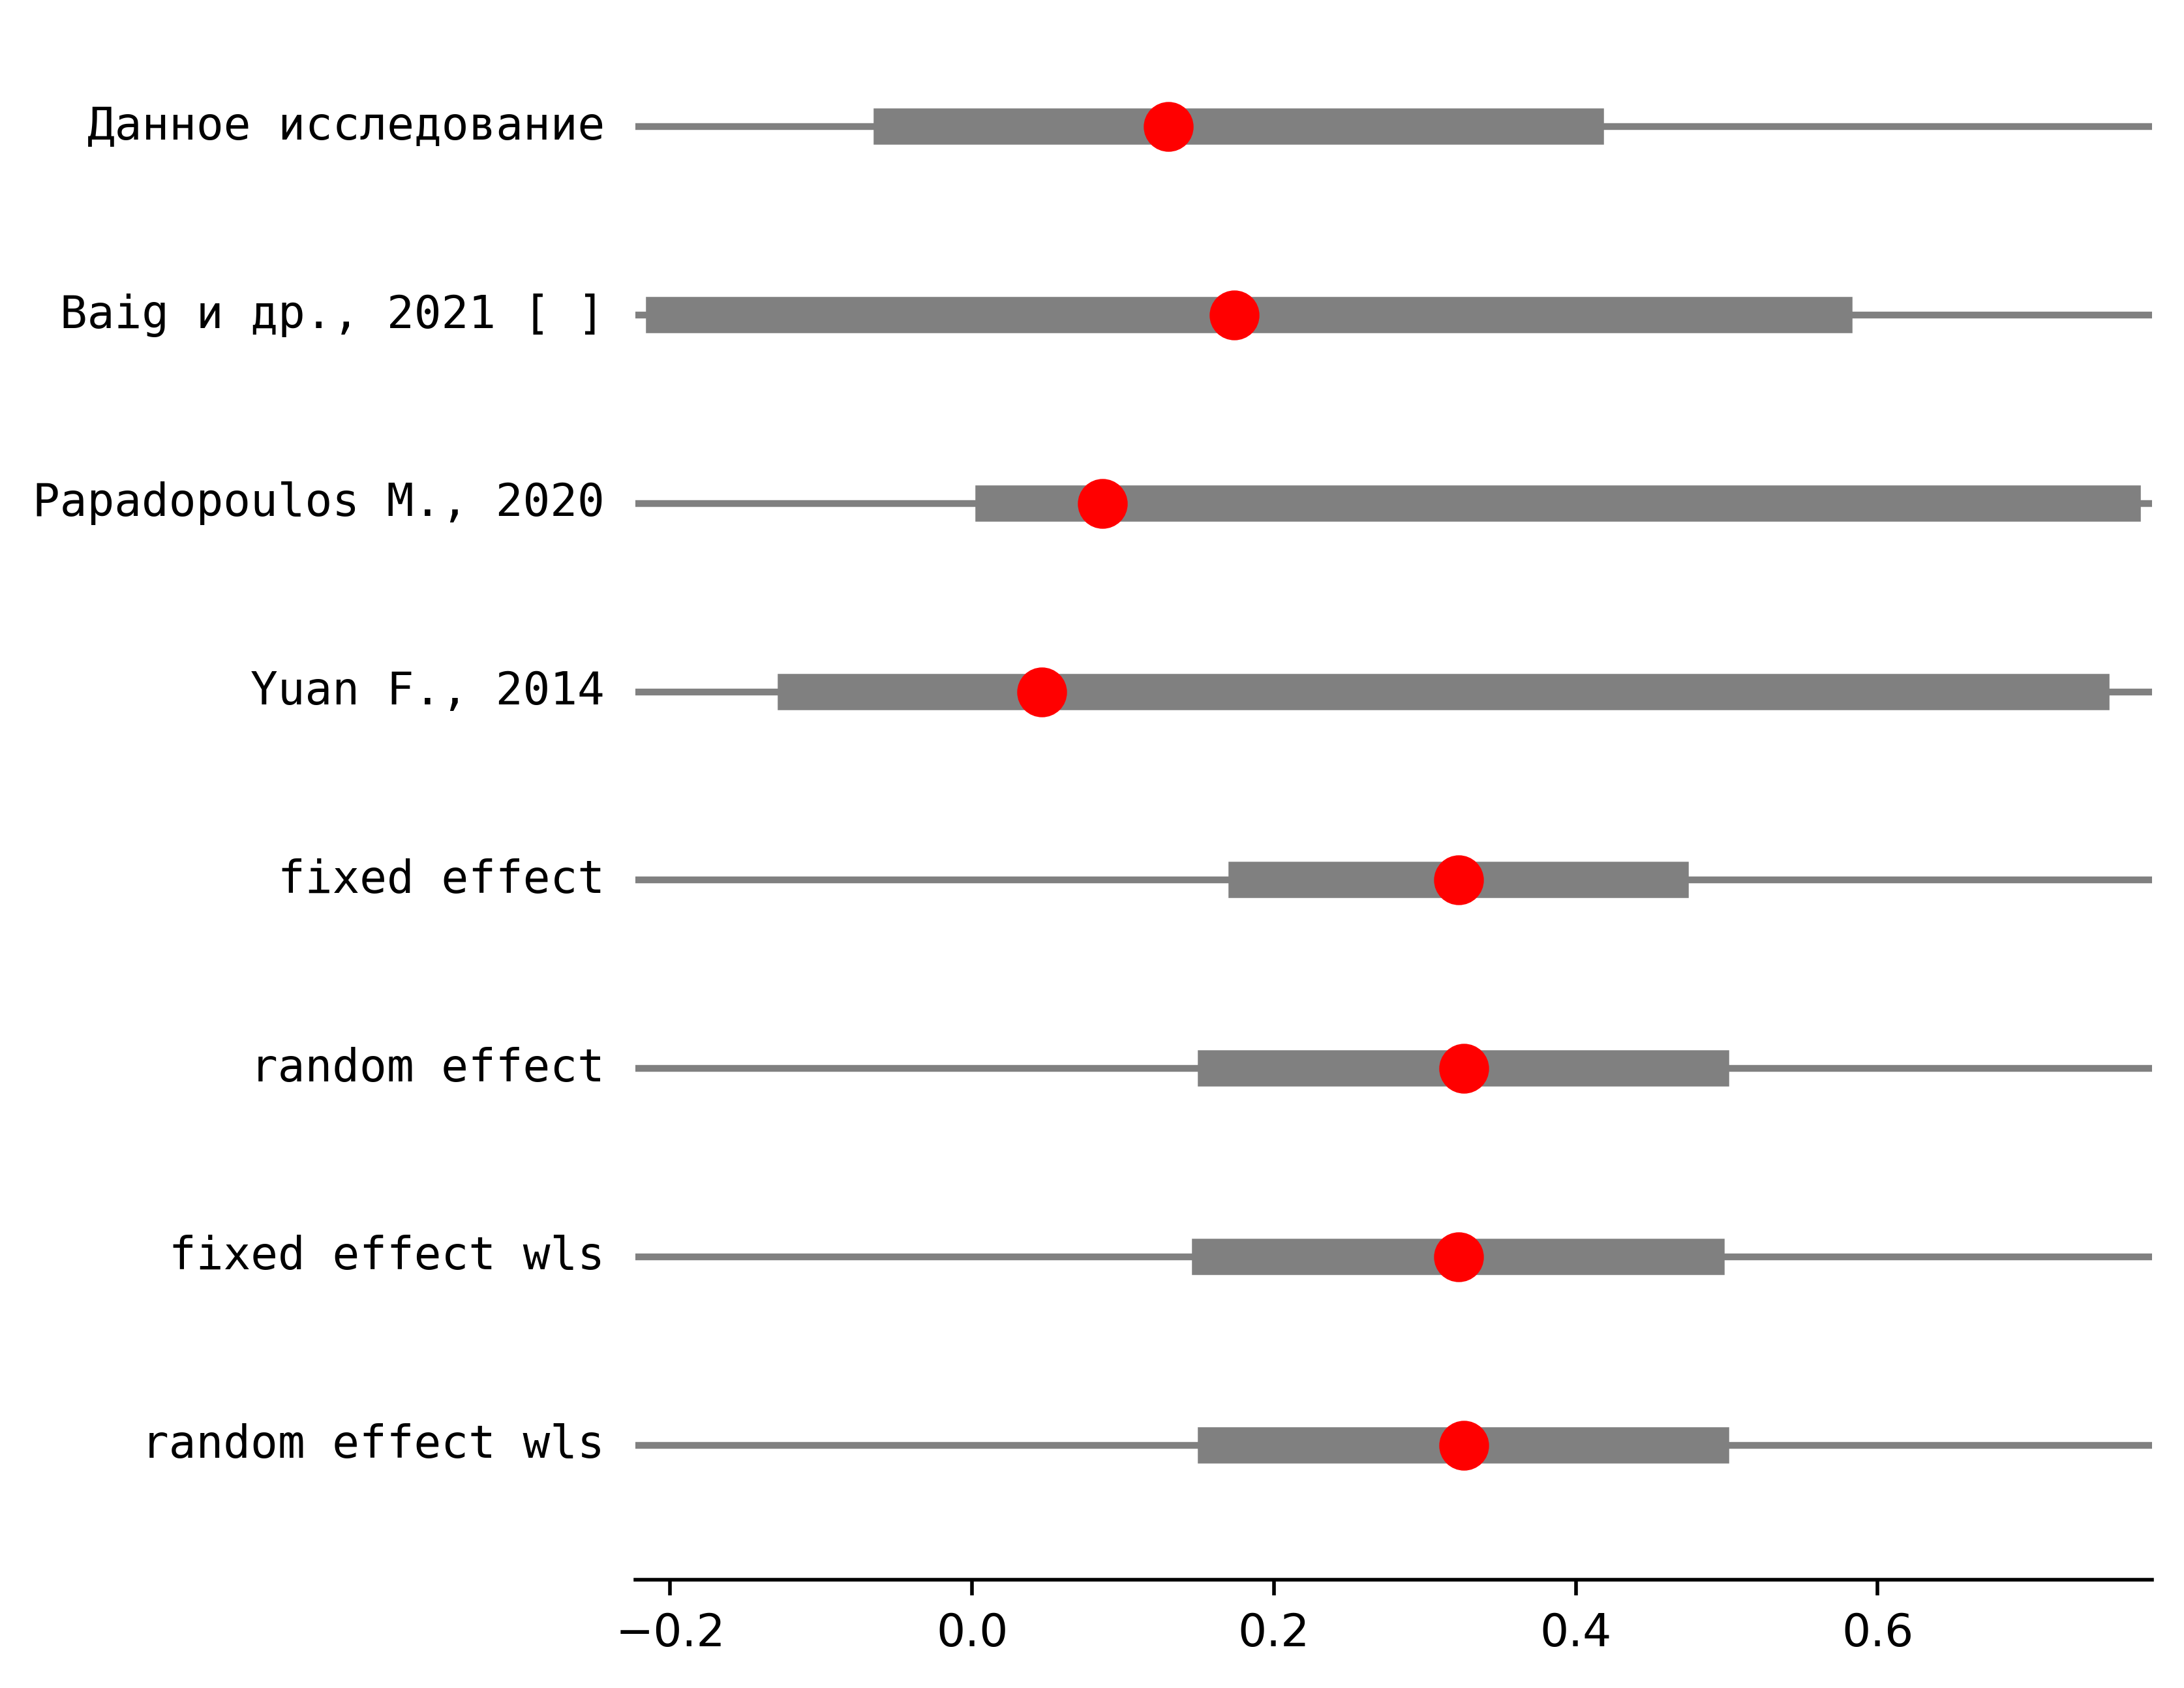 Данное исследование
Baig и др., 2021 [ ]
Papadopoulos M., 2020
Yuan F., 2014
fixed effect
random effect
fixed effect wls
random effect wls
−0.2 0.0 0.2 0.4 0.6